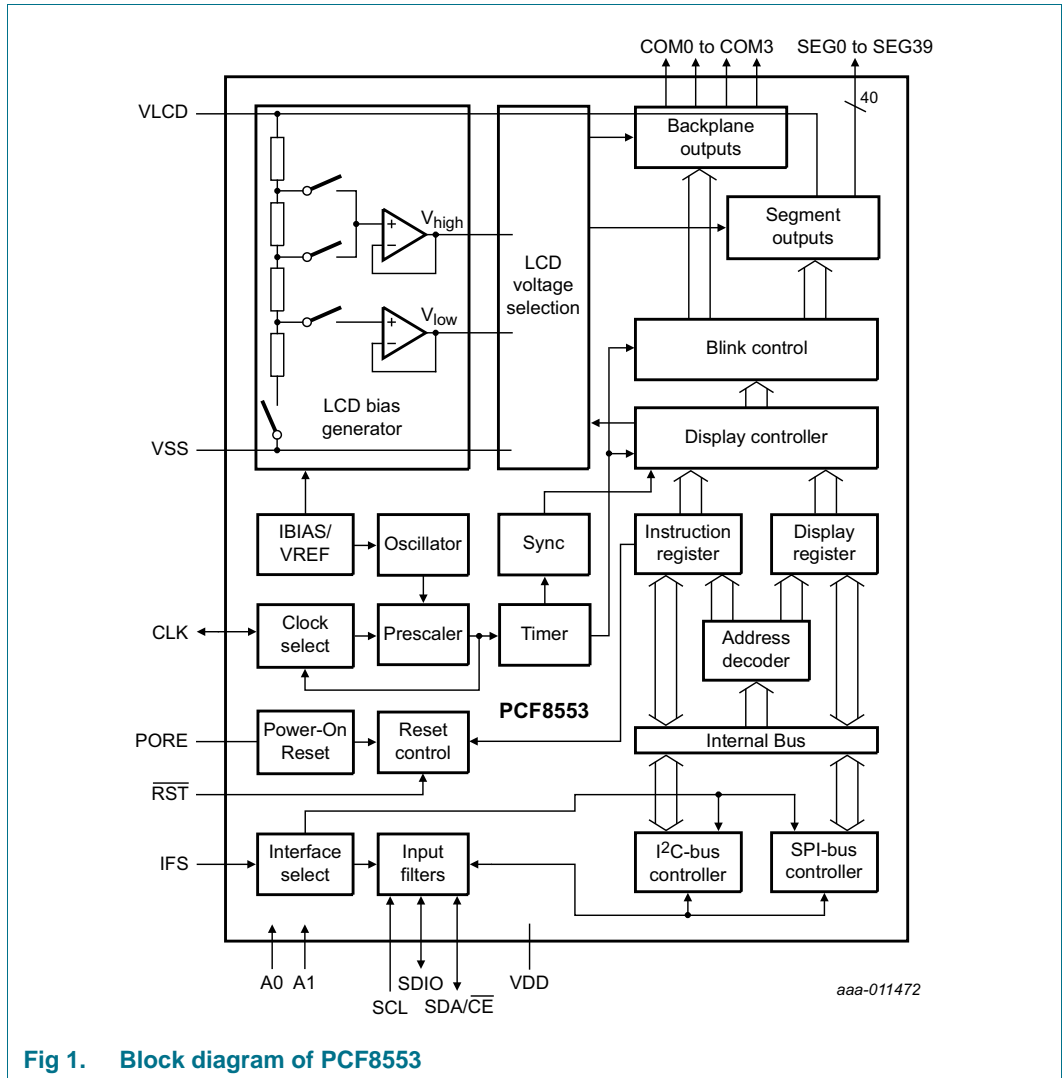 COM0 to COM3
SEG0 to SEG39
40
VLCD
Backplane
outputs
Vhigh
Segment
outputs
LCD
voltage
selection
Vlow
Blink control
LCD bias
generator
VSS
Display controller
IBIAS/
VREF
Oscillator
Sync
Instruction
register
Display
register
CLK
Clock
select
Prescaler
Timer
Address
decoder
PCF8553
PORE
Power-On
Reset
Reset
control
Internal Bus
RST
IFS
Interface
select
Input
filters
I2C-bus
controller
SPI-bus
controller
A0
A1
SCL
SDIO
SDA/CE
VDD
aaa-011472
Fig 1. Block diagram of PCF8553